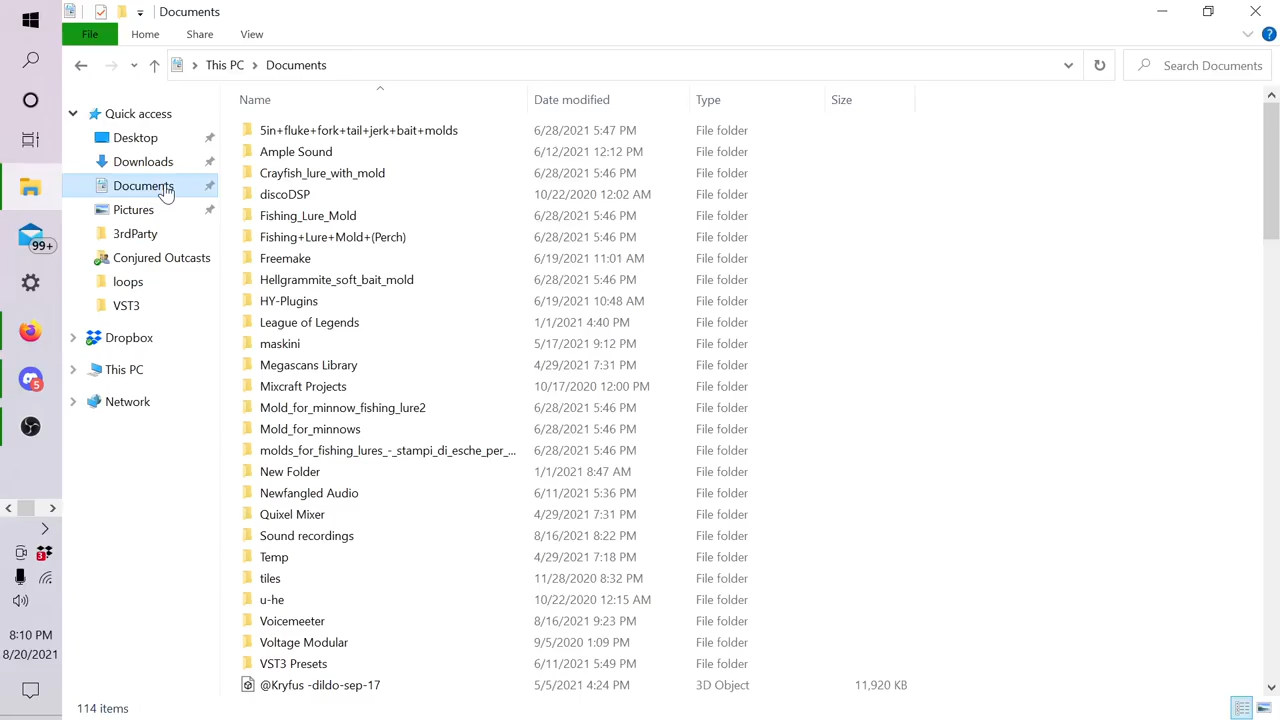 Documents
File Home Share View
This PC > Documents
Search Documents
Name Date modified Type Size
Quick access
Desktop
Downloads
Documents
Pictures
3rdParty
Conjured Outcasts
loops
VST3
Dropbox
This PC
Network
5in+fluke+fork+tail+jerk+bait+molds 6/28/2021 5:47 PM File folder
Ample Sound 6/12/2021 12:12 PM File folder
Crayfish_lure_with_mold 6/28/2021 5:46 PM File folder
discoDSP 10/22/2020 12:02 AM File folder
Fishing_Lure_Mold 6/28/2021 5:46 PM File folder
Fishing+Lure+Mold+(Perch) 6/28/2021 5:46 PM File folder
Freemake 6/19/2021 11:01 AM File folder
Hellgrammite_soft_bait_mold 6/28/2021 5:46 PM File folder
HY-Plugins 6/19/2021 10:48 AM File folder
League of Legends 1/1/2021 4:40 PM File folder
maskini 5/17/2021 9:12 PM File folder
Megascans Library 4/29/2021 7:31 PM File folder
Mixcraft Projects 10/17/2020 12:00 PM File folder
Mold_for_minnow_fishing_lure2 6/28/2021 5:46 PM File folder
Mold_for_minnows 6/28/2021 5:46 PM File folder
molds_for_fishing_lures_-_stampi_di_esche_per_... 6/28/2021 5:46 PM File folder
New Folder 1/1/2021 8:47 AM File folder
Newfangled Audio 6/11/2021 5:36 PM File folder
Quixel Mixer 4/29/2021 7:31 PM File folder
Sound recordings 8/16/2021 8:22 PM File folder
Temp 4/29/2021 7:18 PM File folder
tiles 11/28/2020 8:32 PM File folder
u-he 10/22/2020 12:15 AM File folder
Voicemeeter 8/16/2021 9:23 PM File folder
Voltage Modular 9/5/2020 1:09 PM File folder
VST3 Presets 6/11/2021 5:49 PM File folder
@Kryfus -dildo-sep-17 5/5/2021 4:24 PM 3D Object 11,920 KB
114 items
99+
5
3
8:10 PM
8/20/2021